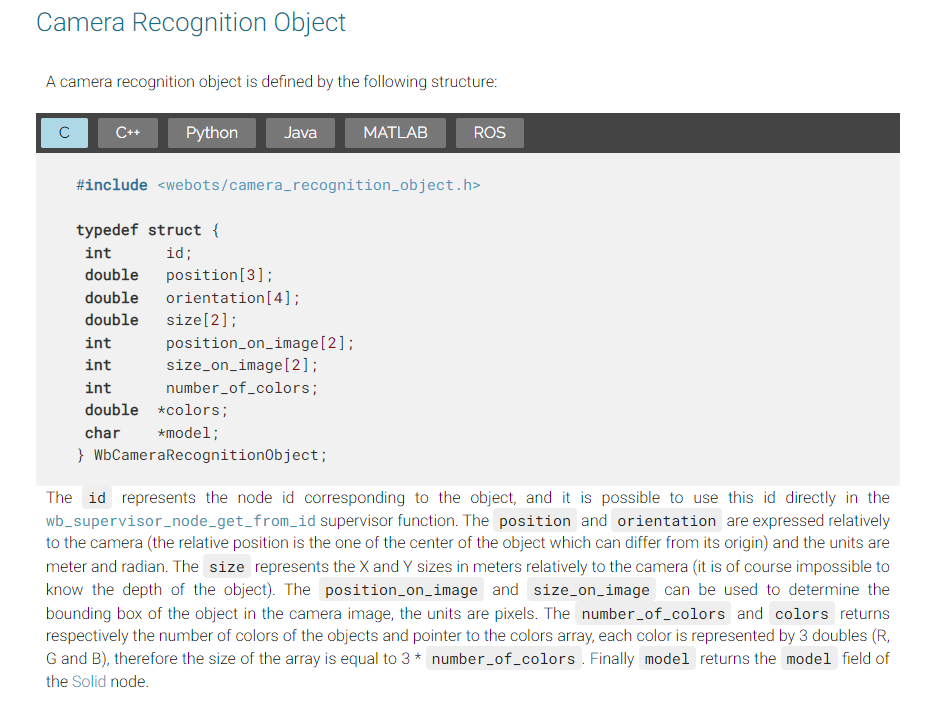 Camera Recognition Object
A camera recognition object is defined by the following structure:
C C++ Python Java MATLAB ROS
#include <webots/camera_recognition_object.h>
typedef struct {
int id;
double position[3];
double orientation[4];
double size[2];
int position_on_image[2];
int size_on_image[2];
int number_of_colors;
double *colors;
char *model;
} WbCameraRecognitionObject;
The id represents the node id corresponding to the object, and it is possible to use this id directly in the
wb_supervisor_node_get_from_id supervisor function. The position and orientation are expressed relatively
to the camera (the relative position is the one of the center of the object which can differ from its origin) and the units are
meter and radian. The size represents the X and Y sizes in meters relatively to the camera (it is of course impossible to
know the depth of the object). The position_on_image and size_on_image can be used to determine the
bounding box of the object in the camera image, the units are pixels. The number_of_colors and colors returns
respectively the number of colors of the objects and pointer to the colors array, each color is represented by 3 doubles (R,
G and B), therefore the size of the array is equal to 3 * number_of_colors . Finally model returns the model field of
the Solid node.